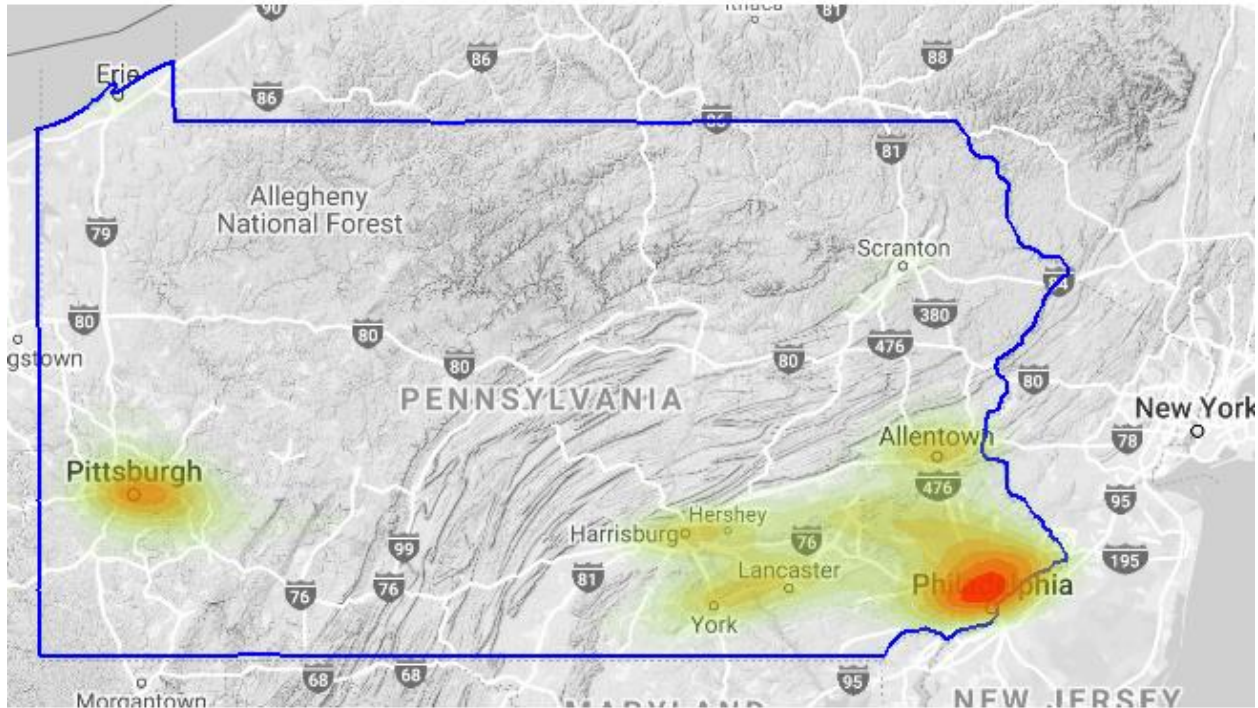 90
Ithaca
81
86
88
Erie
86
86
81
Allegheny
National Forest
79
Scranton
84
80
380
80
476
80
80
80
gstown
PENNSYLVANIA
New York
Allentown
78
Pittsburgh
476
95
Hershey
Harrisburg
76
99
195
81
Lancaster
Philadelphia
76
76
York
68
68
95
Morgantown
MARYLAND
NEW JERSEY